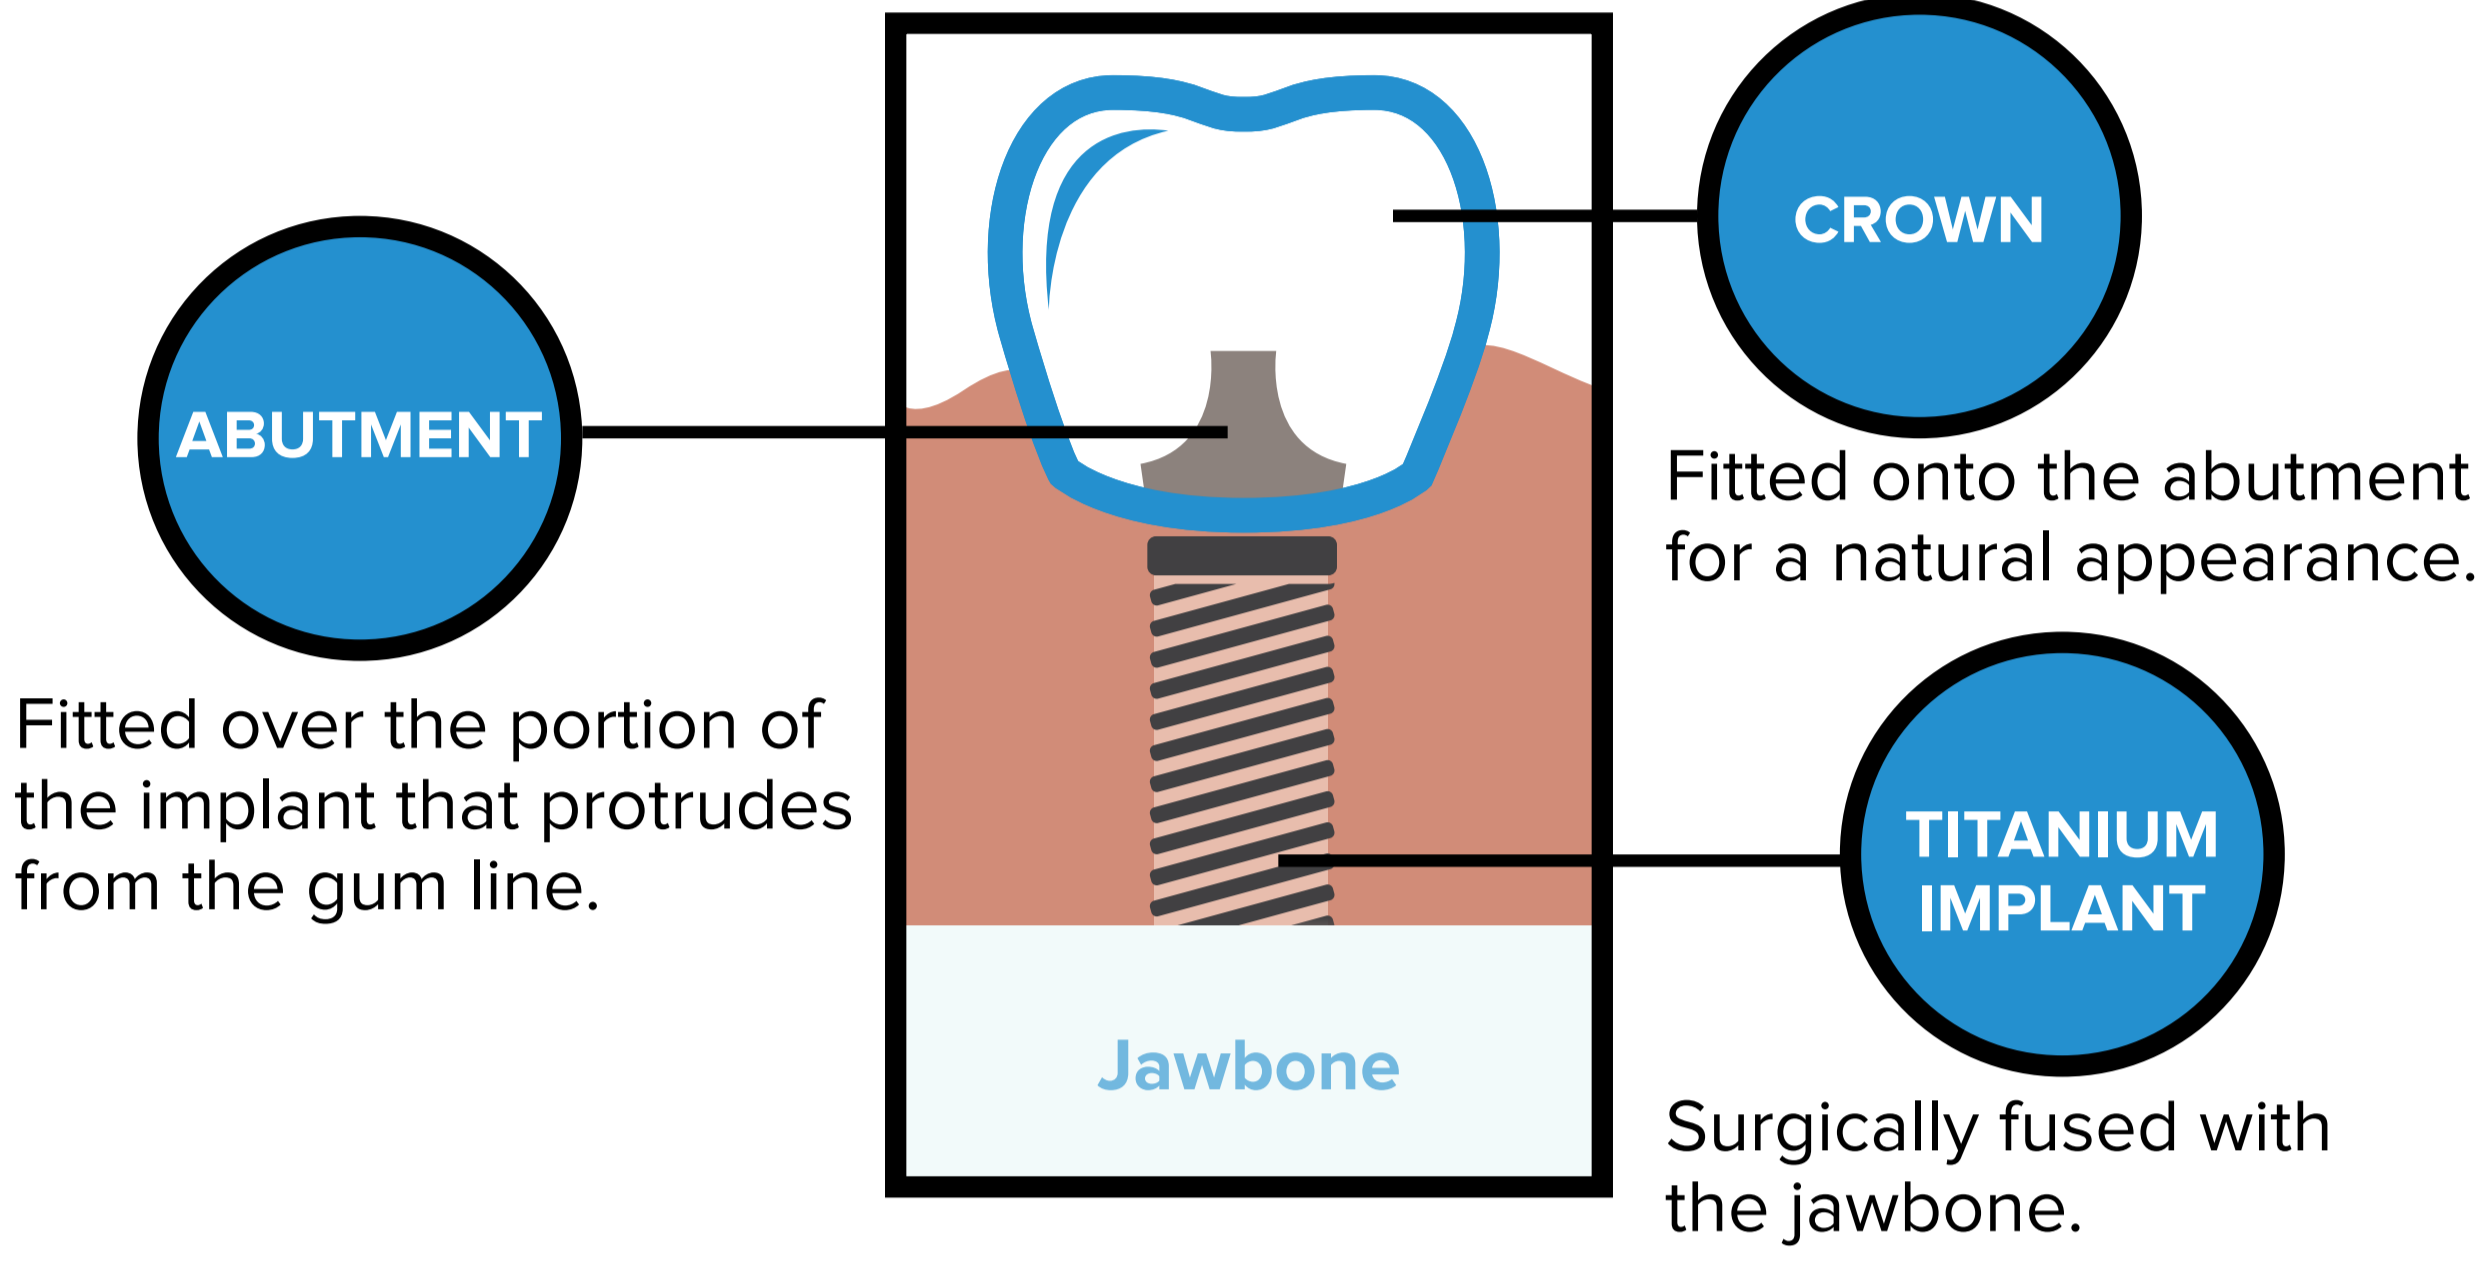 ABUTMENT
Fitted over the portion of
the implant that protrudes
from the gum line.
CROWN
Fitted onto the abutment
for a natural appearance.
TITANIUM
IMPLANT
Surgically fused with
the jawbone.
Jawbone